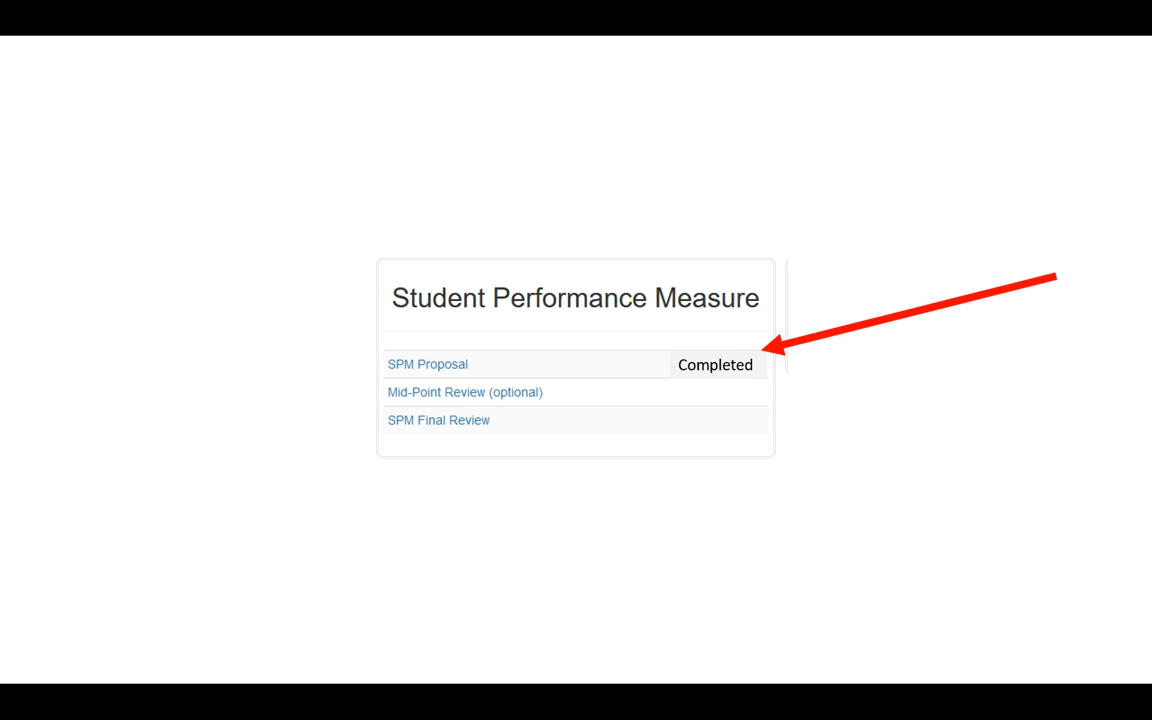 Student Performance Measure
SPM Proposal Completed
Mid-Point Review (optional)
SPM Final Review